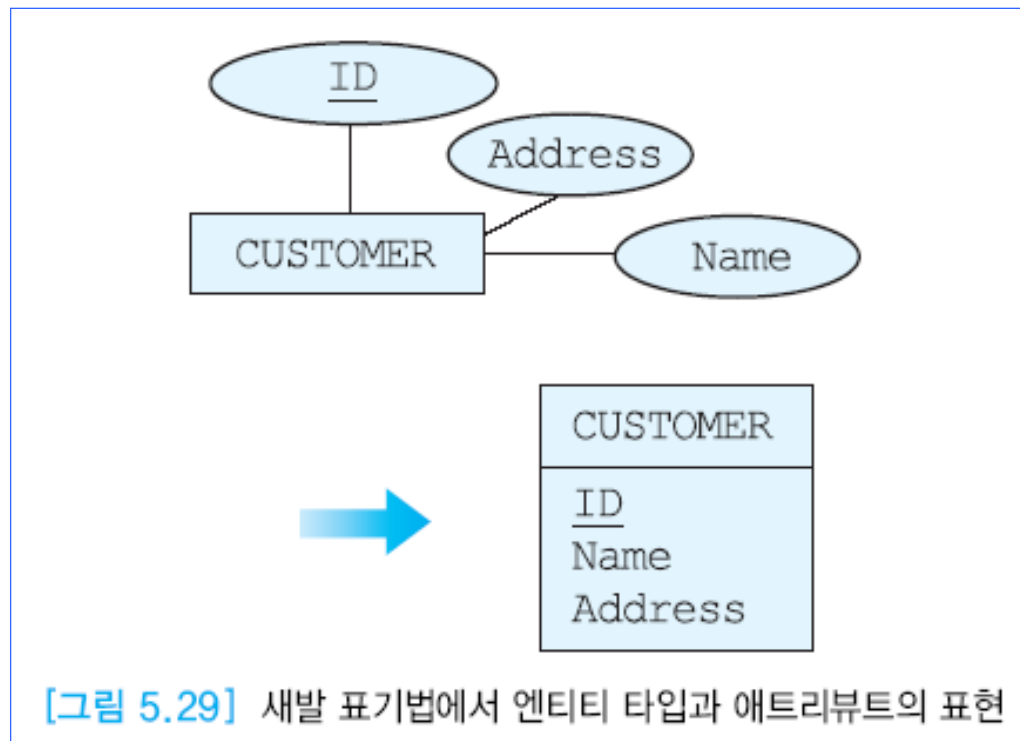 ID
Address
CUSTOMER
Name
CUSTOMER
ID
Name
Address
[그림 5.29] 새발 표기법에서 엔티티 타입과 애트리뷰트의 표현